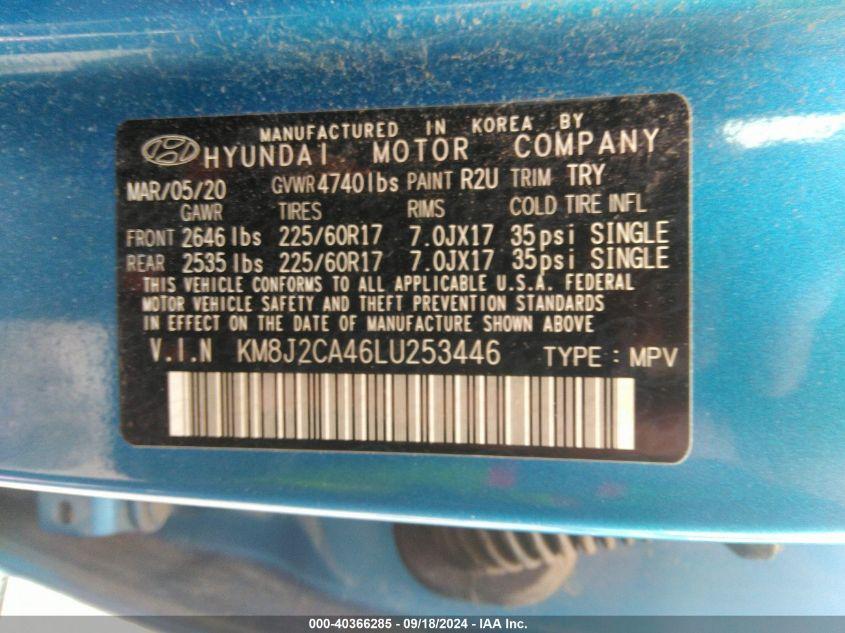 MANUFACTURED IN KOREA BY
HYUNDAI MOTOR COMPANY
MAR/05/20 GVWR 4740lbs PAINT R2U TRIM TRY
GAWR TIRES RIMS COLD TIRE INFL
FRONT 2646 lbs 225/60R17 7.0JX17 35psi SINGLE
REAR 2535 lbs 225/60R17 7.0JX17 35psi SINGLE
THIS VEHICLE CONFORMS TO ALL APPLICABLE U.S.A. FEDERAL
MOTOR VEHICLE SAFETY AND THEFT PREVENTION STANDARDS
IN EFFECT ON THE DATE OF MANUFACTURE SHOWN ABOVE
V.I.N KM8J2CA46LU253446 TYPE : MPV
000-40366285 - 09/18/2024 - IAA Inc.